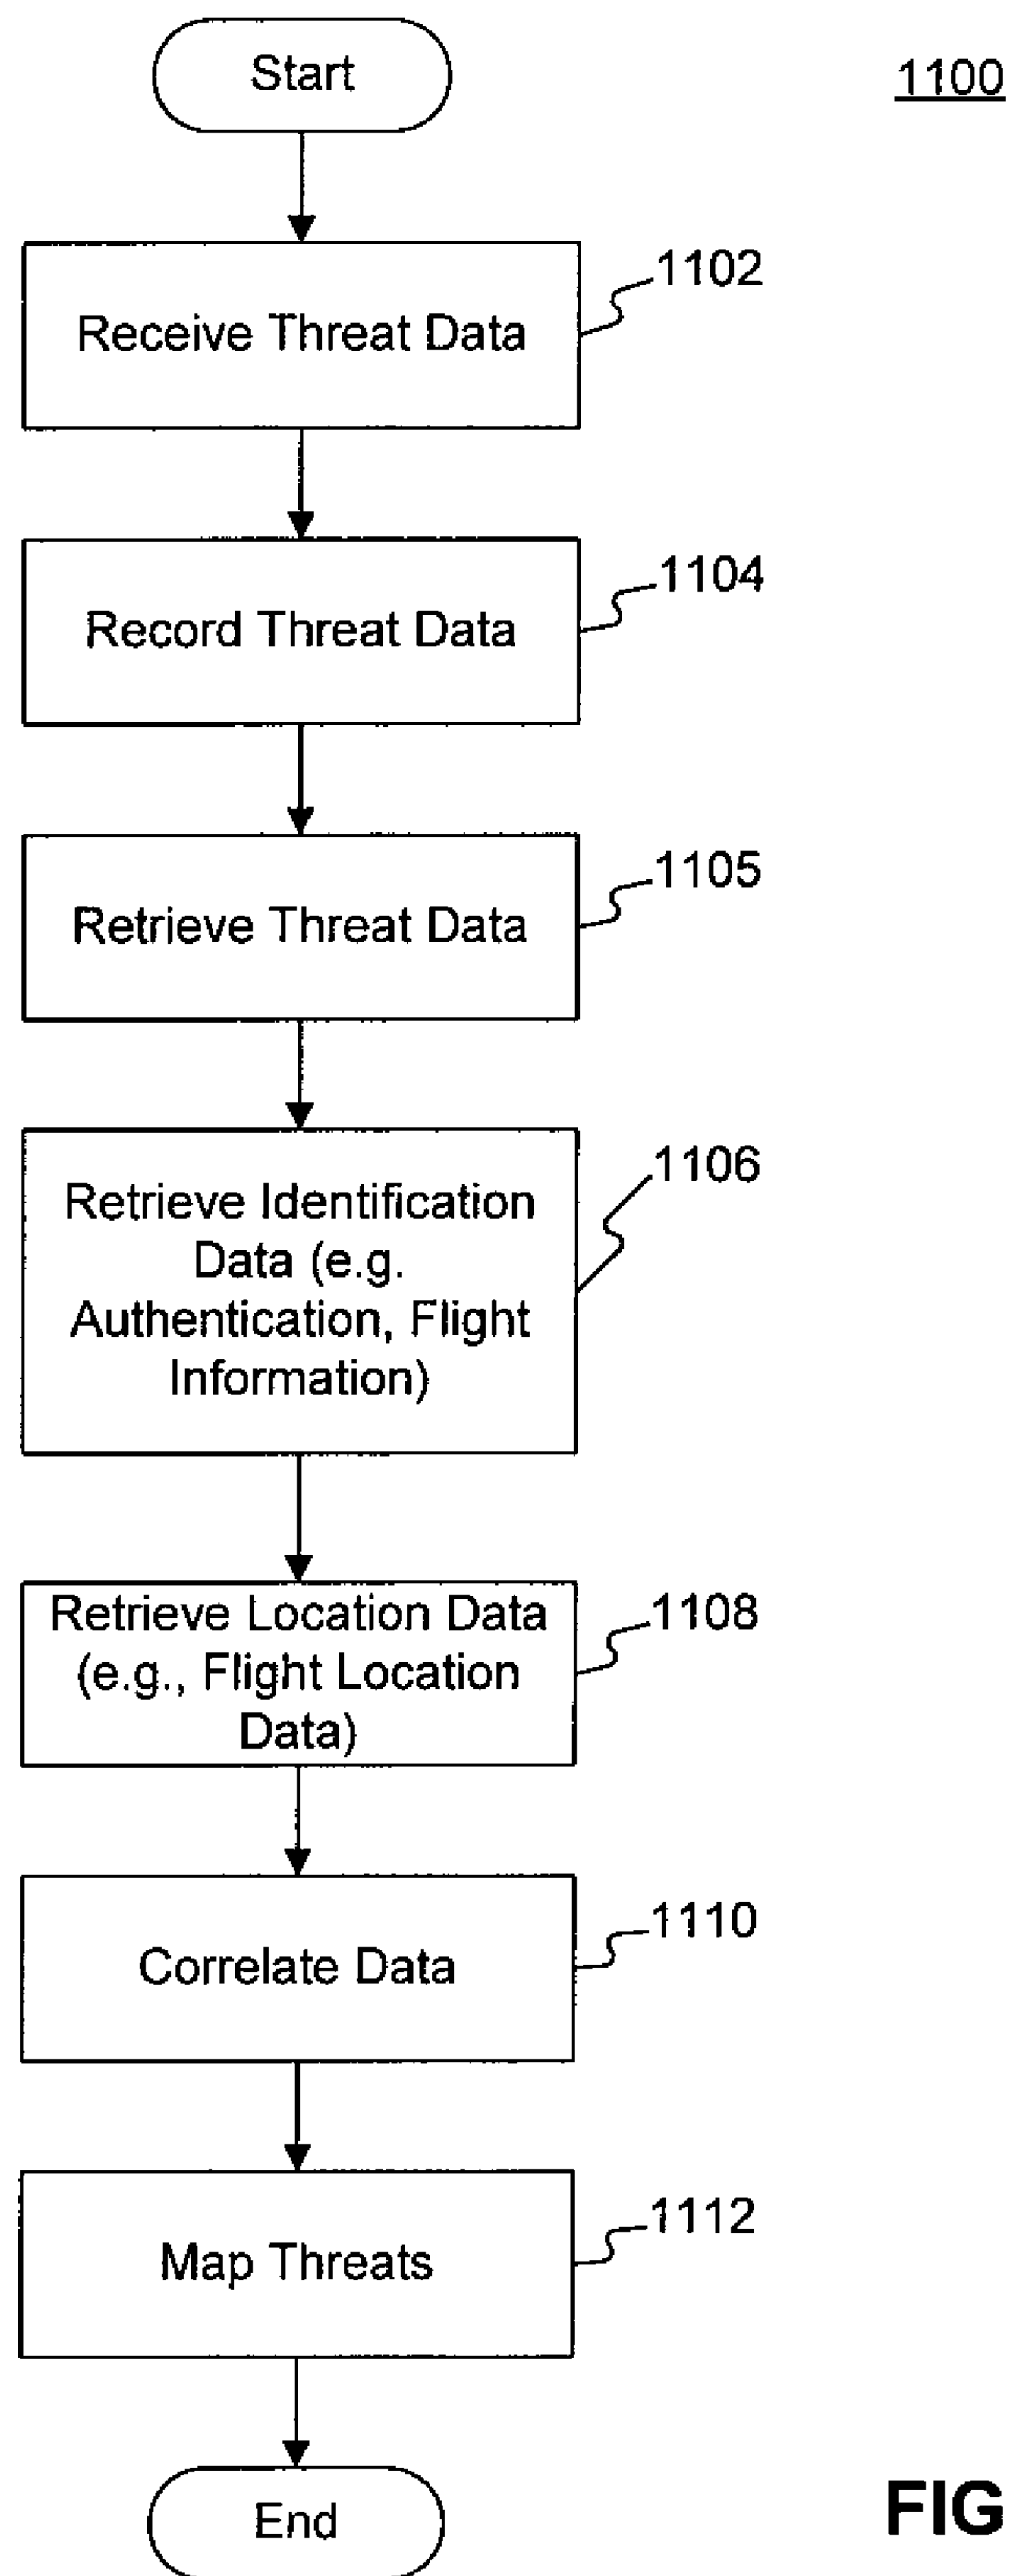 Start
1100
1102
Receive Threat Data
1104
Record Threat Data
1105
Retrieve Threat Data
1106
Retrieve Identification
Data (e.g.
Authentication, Flight
Information)
1108
Retrieve Location Data
(e.g., Flight Location
Data)
1110
Correlate Data
1112
Map Threats
End
FIG